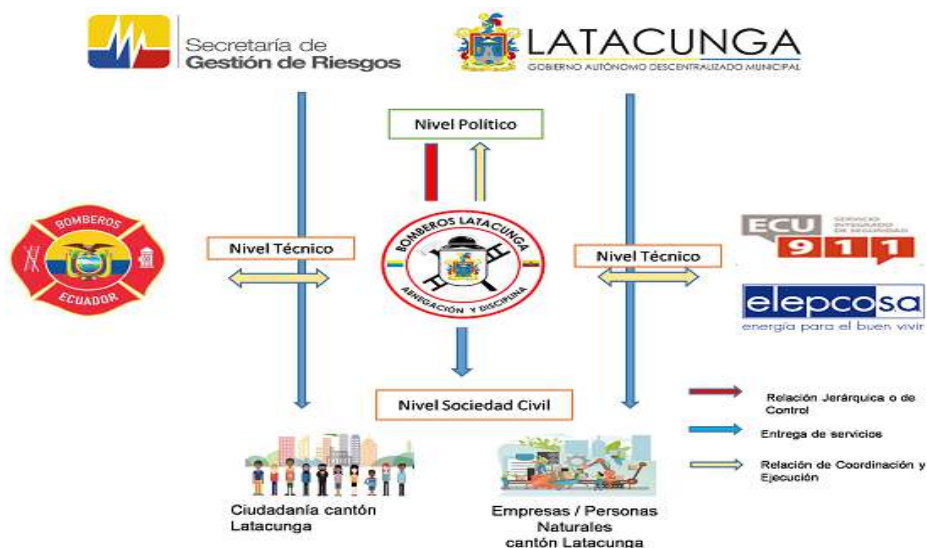 Secretaría de
Gestión de Riesgos
LATACUNGA
GOBIERNO AUTÓNOMO DESCENTRALIZADO MUNICIPAL
Nivel Político
BOMBEROS
ECUADOR
Nivel Técnico
BOMBEROS LATACUNGA
ABNEGACIÓN Y DISCIPLINA
Nivel Técnico
ECU
911
SERVICIO
INTEGRADO
DE SEGURIDAD
elepcosa
energía para el buen vivir
Nivel Sociedad Civil
Relación Jerárquica o de
Control
Entrega de servicios
Relación de Coordinación y
Ejecución
Ciudadanía cantón
Latacunga
Empresas / Personas
Naturales
cantón Latacunga